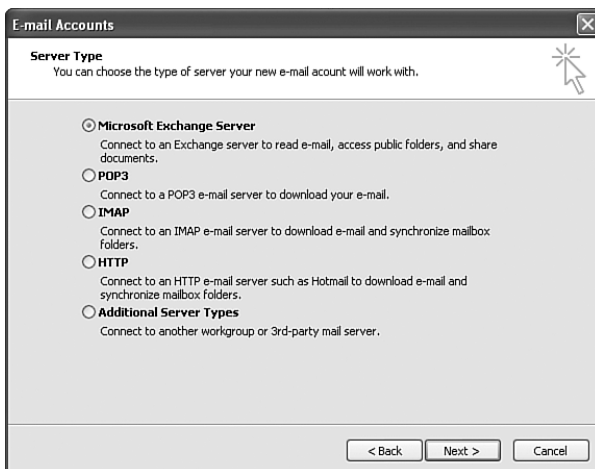 E-mail Accounts
Server Type
You can choose the type of server your new e-mail acount will work with.
Microsoft Exchange Server
Connect to an Exchange server to read e-mail, access public folders, and share
documents.
POP3
Connect to a POP3 e-mail server to download your e-mail.
IMAP
Connect to an IMAP e-mail server to download e-mail and synchronize mailbox
folders.
HTTP
Connect to an HTTP e-mail server such as Hotmail to download e-mail and
synchronize mailbox folders.
Additional Server Types
Connect to another workgroup or 3rd-party mail server.
< Back Next > Cancel